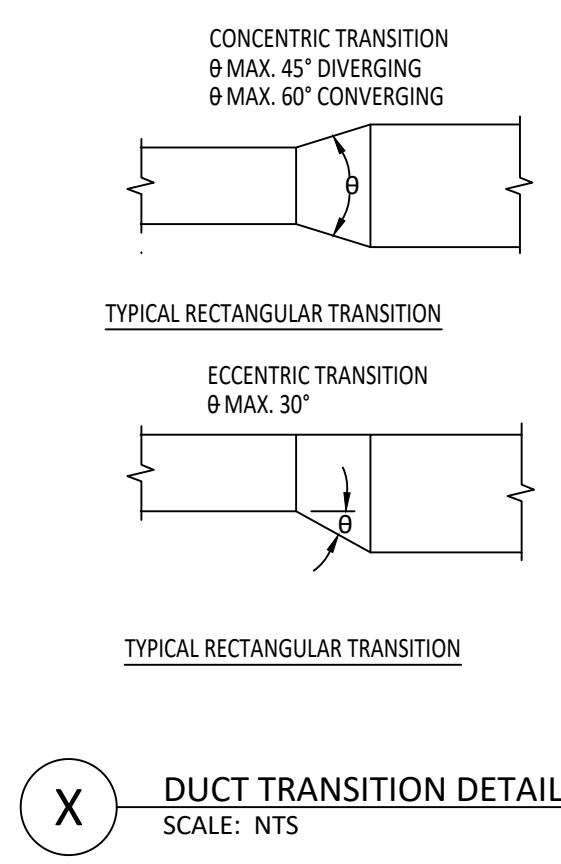 CONCENTRIC TRANSITION
θ MAX. 45° DIVERGING
θ MAX. 60° CONVERGING
θ
TYPICAL RECTANGULAR TRANSITION
ECCENTRIC TRANSITION
θ MAX. 30°
θ
TYPICAL RECTANGULAR TRANSITION
X
DUCT TRANSITION DETAIL
SCALE: NTS